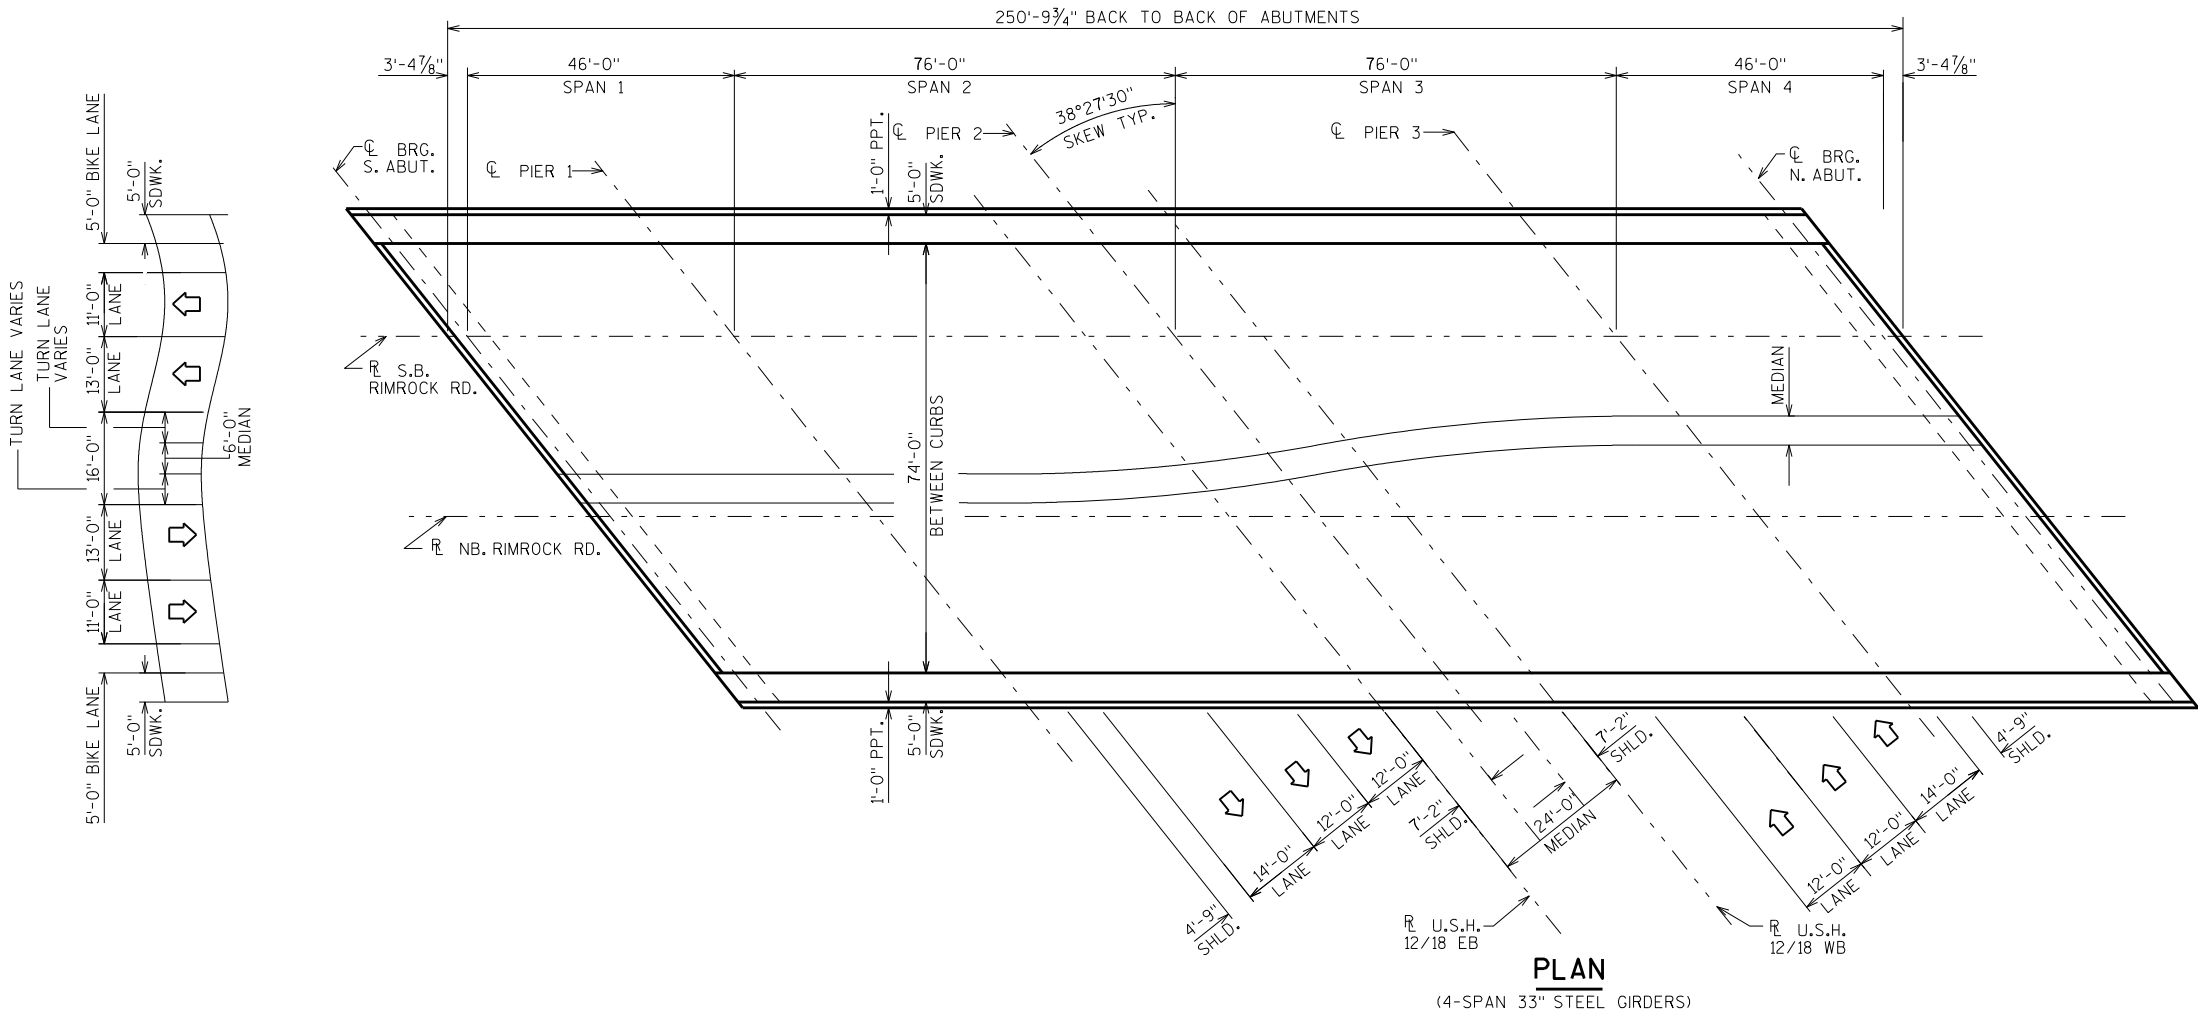 250'-9¾" BACK TO BACK OF ABUTMENTS
3'-4⅞"
46'-0"
SPAN 1
76'-0"
SPAN 2
76'-0"
SPAN 3
46'-0"
SPAN 4
3'-4⅞"
38°27'30"
SKEW TYP.
℄ BRG.
S. ABUT.
℄ PIER 1
℄ PIER 2
℄ PIER 3
℄ BRG.
N. ABUT.
1'-0" PPT.
5'-0"
SDWK.
5'-0" BIKE LANE
5'-0"
SDWK.
11'-0"
LANE
13'-0"
LANE
TURN LANE VARIES
TURN LANE
VARIES
16'-0"
6'-0"
MEDIAN
13'-0"
LANE
11'-0"
LANE
5'-0" BIKE LANE
5'-0"
SDWK.
R̲L̲ S.B.
RIMROCK RD.
R̲L̲ NB. RIMROCK RD.
74'-0"
BETWEEN CURBS
MEDIAN
1'-0" PPT.
5'-0"
SDWK.
4'-9"
SHLD.
14'-0"
LANE
12'-0"
LANE
12'-0"
LANE
7'-2"
SHLD.
24'-0"
MEDIAN
7'-2"
SHLD.
12'-0"
LANE
12'-0"
LANE
14'-0"
LANE
4'-9"
SHLD.
RL U.S.H.
12/18 EB
RL U.S.H.
12/18 WB
PLAN
(4-SPAN 33" STEEL GIRDERS)